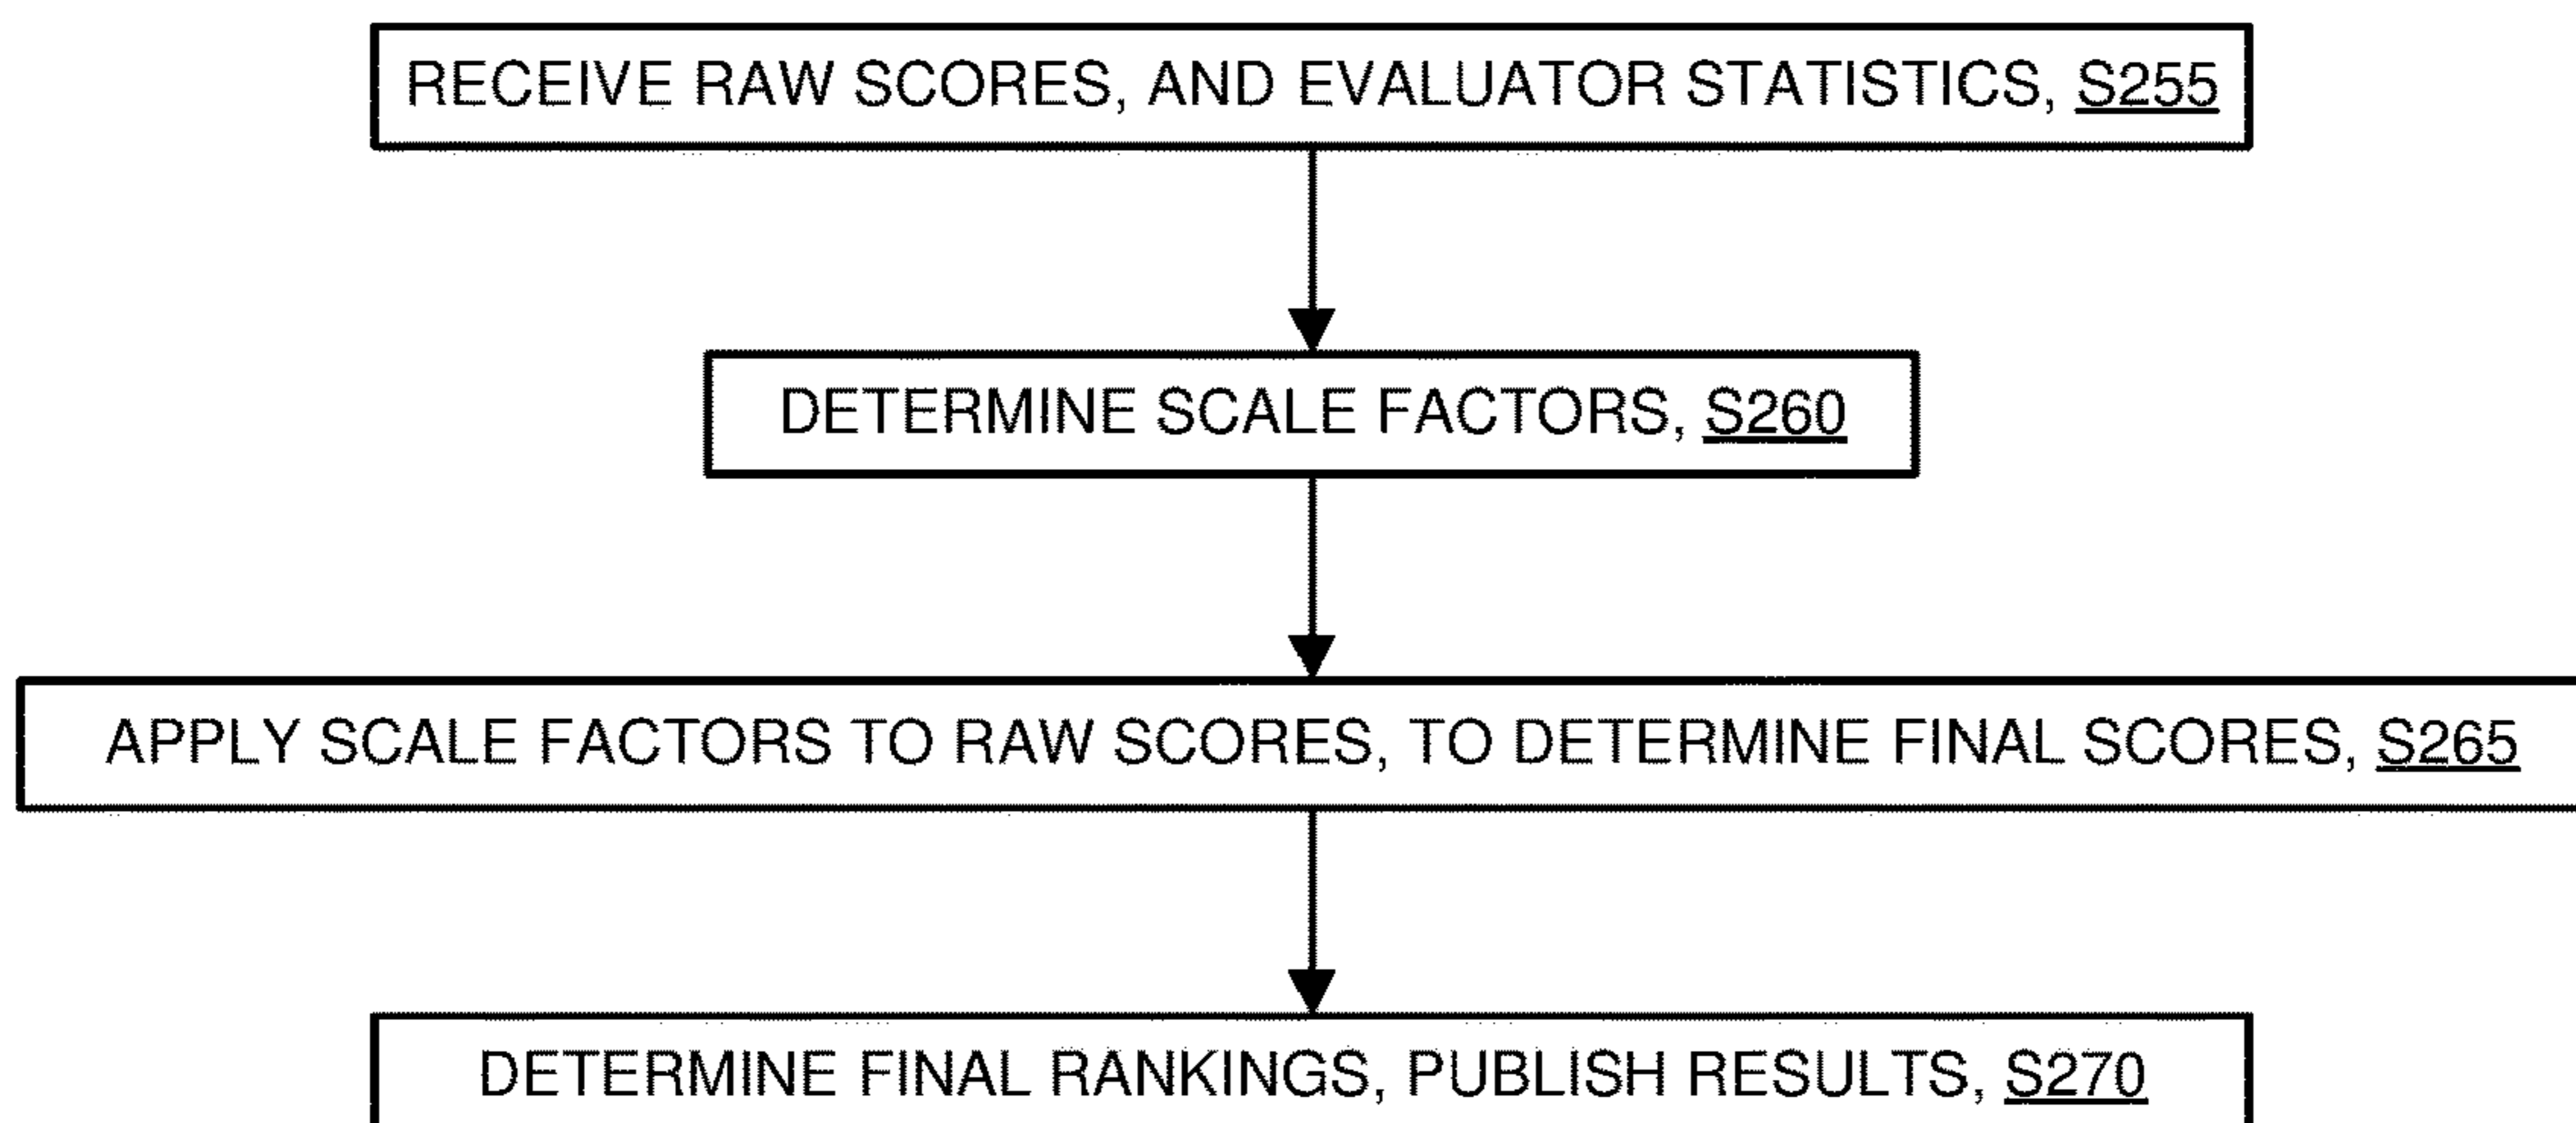 RECEIVE RAW SCORES, AND EVALUATOR STATISTICS, S255
DETERMINE SCALE FACTORS, S260
APPLY SCALE FACTORS TO RAW SCORES, TO DETERMINE FINAL SCORES, S265
DETERMINE FINAL RANKINGS, PUBLISH RESULTS, S270